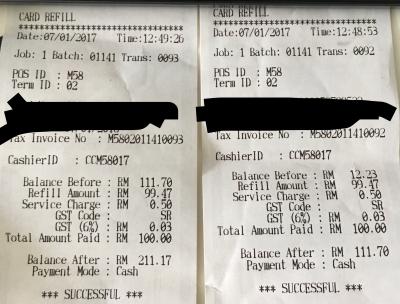 CARD REFILL
********************************
Date:07/01/2017 Time:12:49:26
Job: 1 Batch: 01141 Trans: 0093
POS ID : M58
Term ID : 02
Tax Invoice No : M5802011410093
CashierID : CCM58017
Balance Before : RM 111.70
Refill Amount : RM 99.47
Service Charge : RM 0.50
GST Code : SR
GST (6%) : RM 0.03
Total Amount Paid : RM 100.00
Balance After : RM 211.17
Payment Mode : Cash
*** SUCCESSFUL ***
CARD REFILL
********************************
Date:07/01/2017 Time:12:48:53
Job: 1 Batch: 01141 Trans: 0092
POS ID : M58
Term ID : 02
Tax Invoice No : M5802011410092
CashierID : CCM58017
Balance Before : RM 12.23
Refill Amount : RM 99.47
Service Charge : RM 0.50
GST Code : SR
GST (6%) : RM 0.03
Total Amount Paid : RM 100.00
Balance After : RM 111.70
Payment Mode : Cash
*** SUCCESSFUL ***